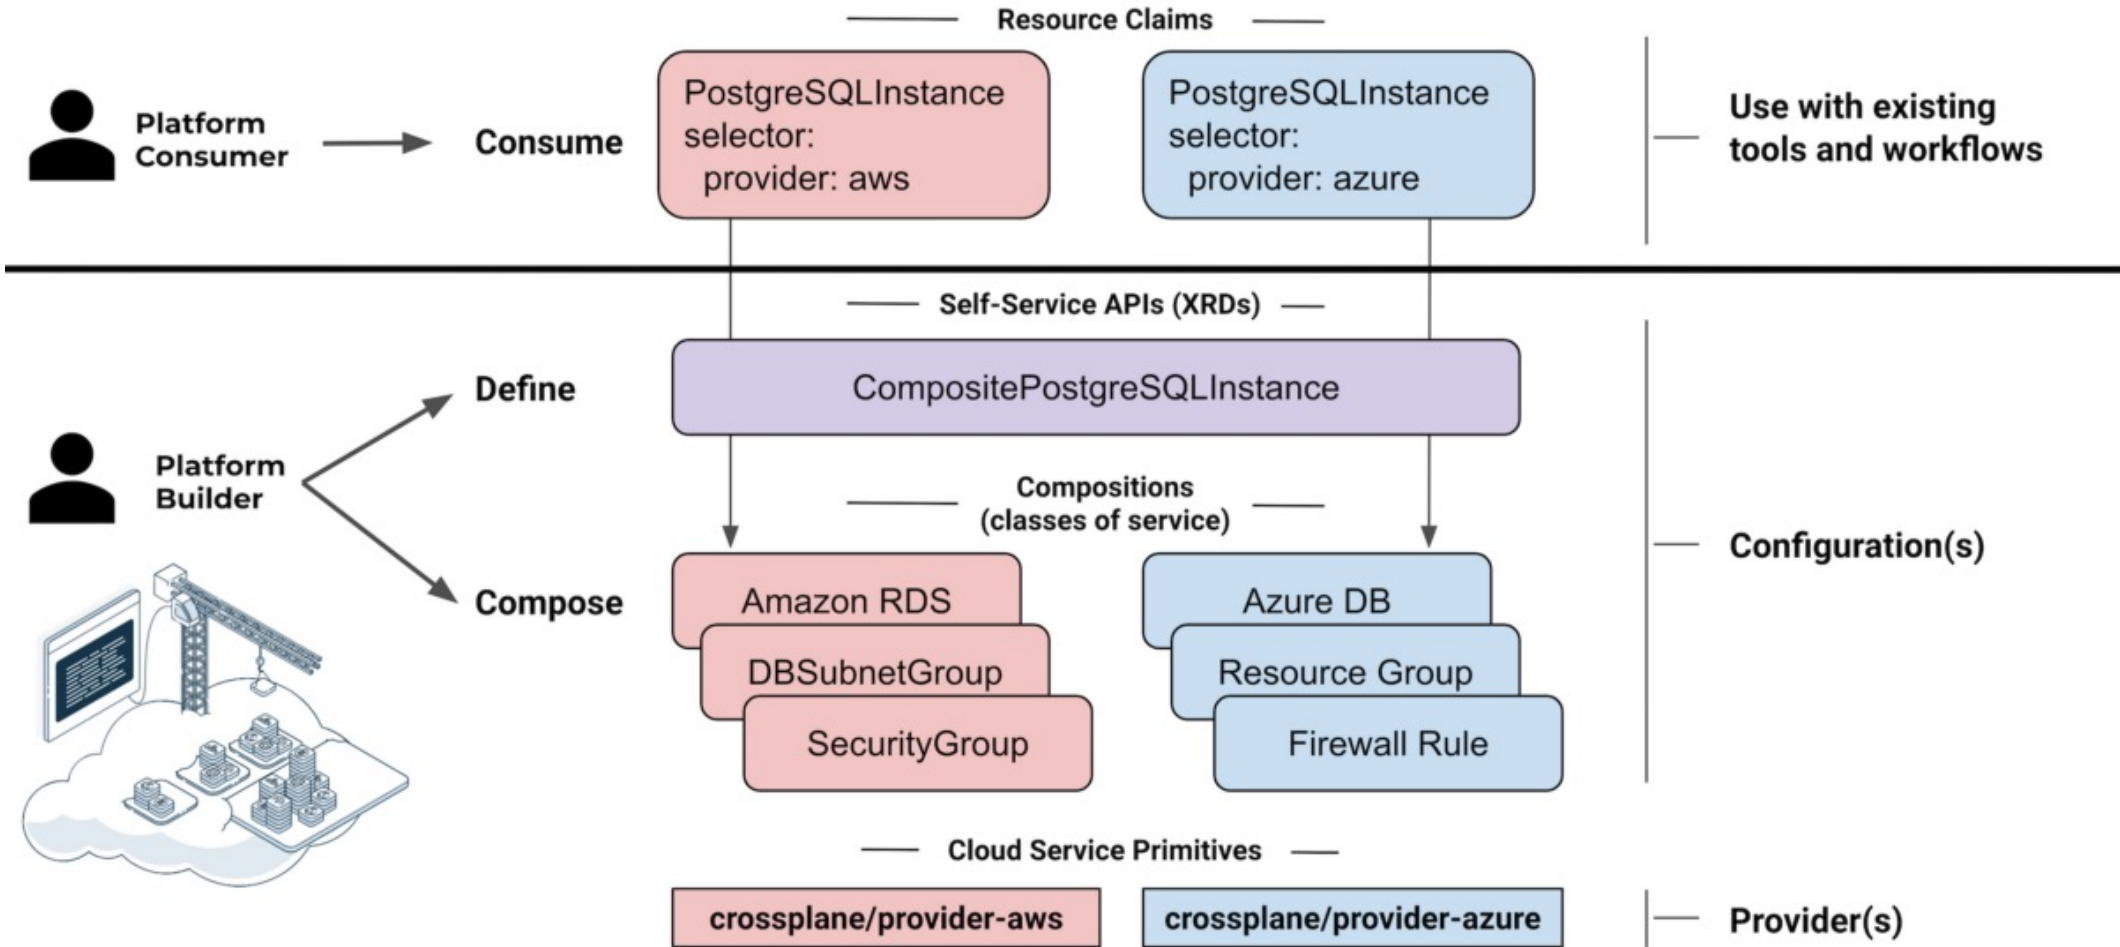 Resource Claims
Platform
Consumer
Consume
PostgreSQLInstance
selector:
provider: aws
PostgreSQLInstance
selector:
provider: azure
Use with existing
tools and workflows
Self-Service APIs (XRDs)
Define
CompositePostgreSQLInstance
Platform
Builder
Compositions
(classes of service)
Configuration(s)
Compose
Amazon RDS
DBSubnetGroup
SecurityGroup
Azure DB
Resource Group
Firewall Rule
Cloud Service Primitives
crossplane/provider-aws
crossplane/provider-azure
Provider(s)